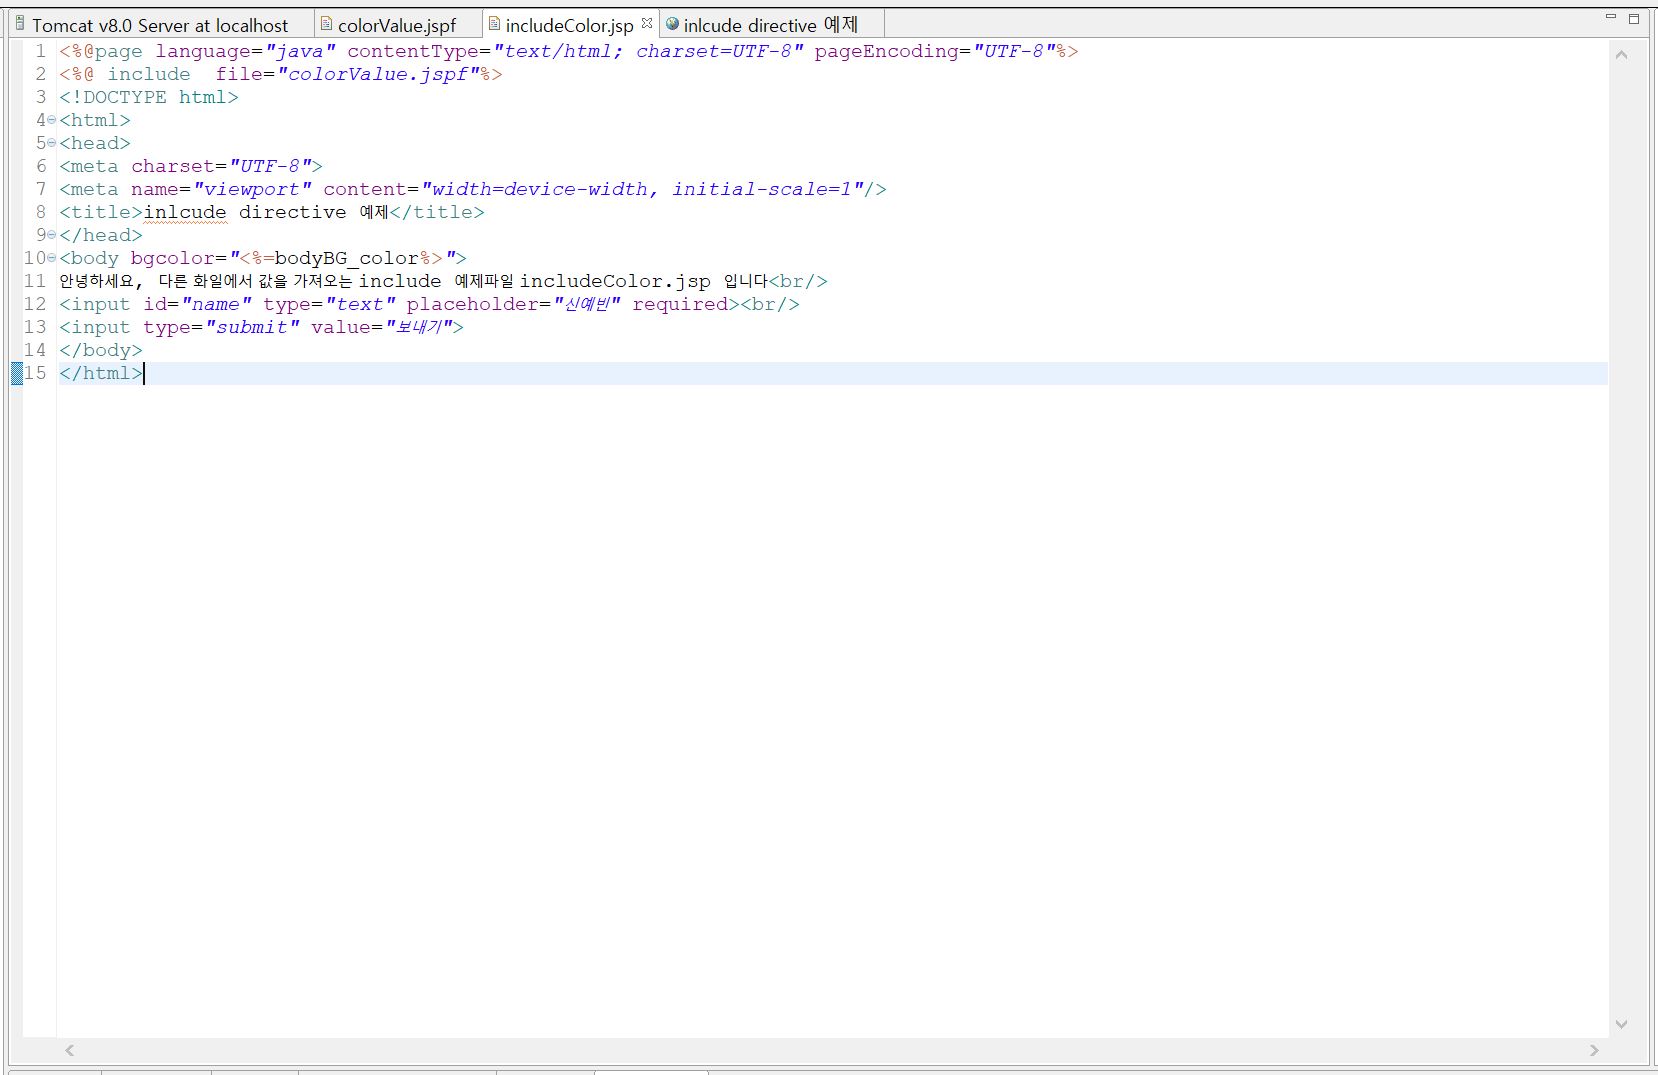 Tomcat v8.0 Server at localhost colorValue.jspf includeColor.jsp inlcude directive 예제
1 <%@page language="java" contentType="text/html; charset=UTF-8" pageEncoding="UTF-8"%>
2 <%@ include  file="colorValue.jspf"%>
3 <!DOCTYPE html>
4 <html>
5 <head>
6 <meta charset="UTF-8">
7 <meta name="viewport" content="width=device-width, initial-scale=1"/>
8 <title>inlcude directive 예제</title>
9 </head>
10 <body bgcolor="<%=bodyBG_color%>">
11 안녕하세요, 다른 화일에서 값을 가져오는 include 예제파일 includeColor.jsp 입니다<br/>
12 <input id="name" type="text" placeholder="신예빈" required><br/>
13 <input type="submit" value="보내기">
14 </body>
15 </html>